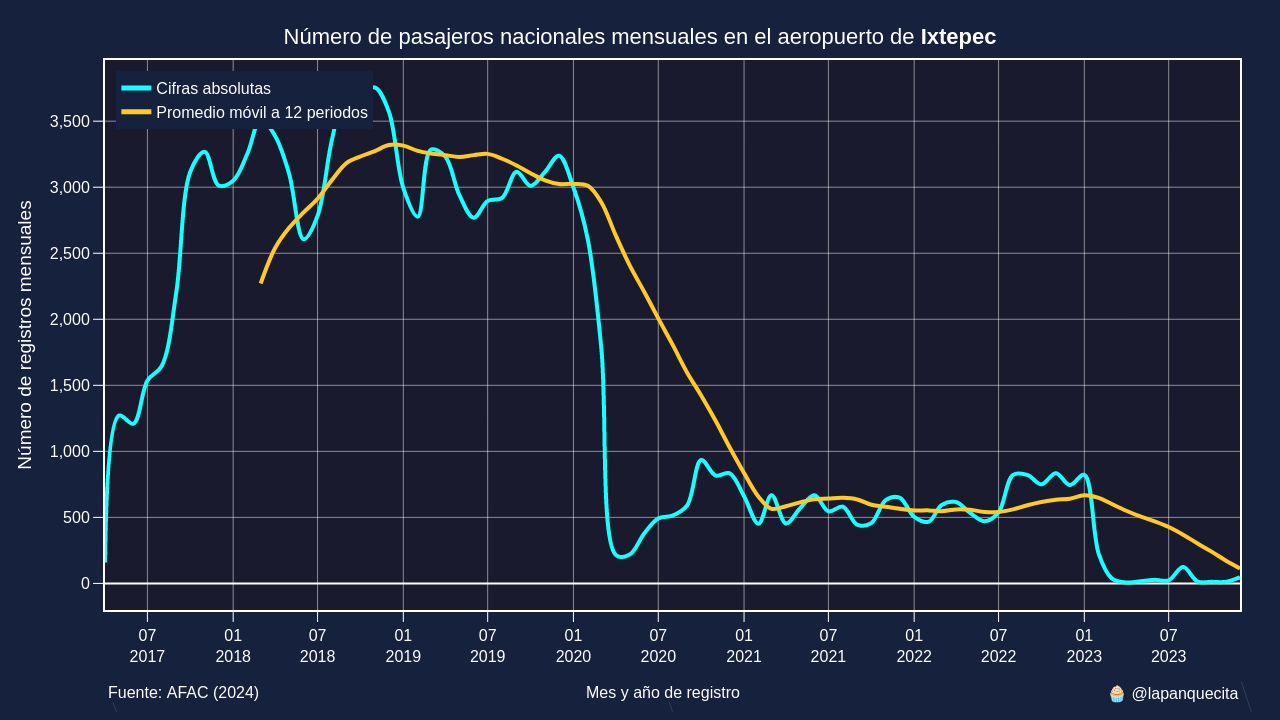 Número de pasajeros nacionales mensuales en el aeropuerto de Ixtepec
Cifras absolutas
Promedio móvil a 12 periodos
Número de registros mensuales
3,500
3,000
2,500
2,000
1,500
1,000
500
0
07 01 07 01 07 01 07 01 07 01 07 01 07
2017 2018 2018 2019 2019 2020 2020 2021 2021 2022 2022 2023 2023
Fuente: AFAC (2024) Mes y año de registro 🧁 @lapanquecita